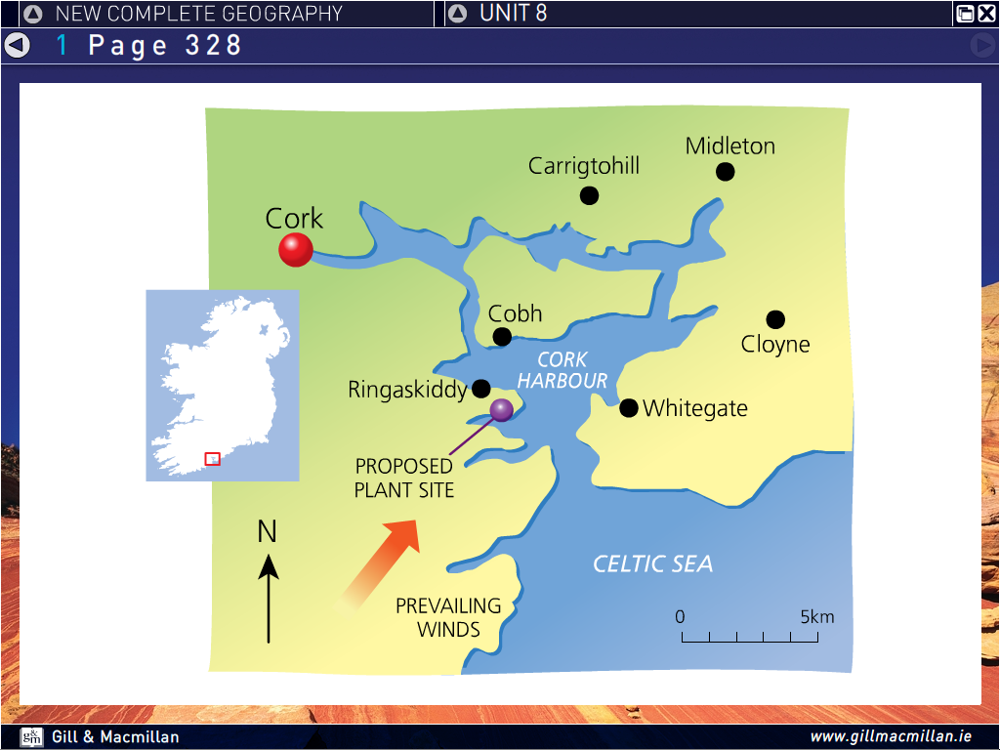 NEW COMPLETE GEOGRAPHY
UNIT 8
1 Page 328
Midleton
Carrigtohill
Cork
Cobh
Cloyne
CORK
HARBOUR
Ringaskiddy
Whitegate
PROPOSED
PLANT SITE
N
CELTIC SEA
PREVAILING
WINDS
0 5km
g&
gm
Gill & Macmillan
www.gillmacmillan.ie